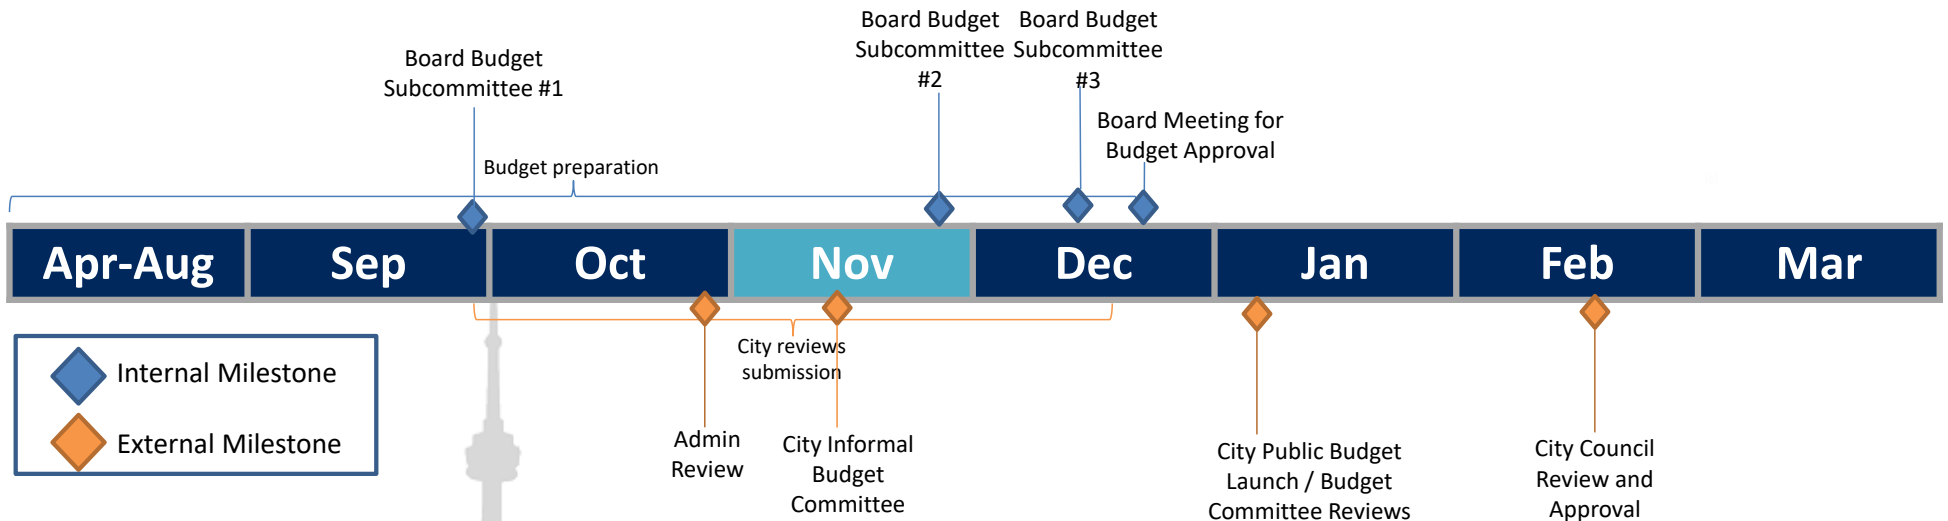 Board Budget
Subcommittee #1
Board Budget
Subcommittee
#2
Board Budget
Subcommittee
#3
Board Meeting for
Budget Approval
Budget preparation
Apr-Aug
Sep
Oct
Nov
Dec
Jan
Feb
Mar
Internal Milestone
External Milestone
City reviews
submission
Admin
Review
City Informal
Budget
Committee
City Public Budget
Launch / Budget
Committee Reviews
City Council
Review and
Approval